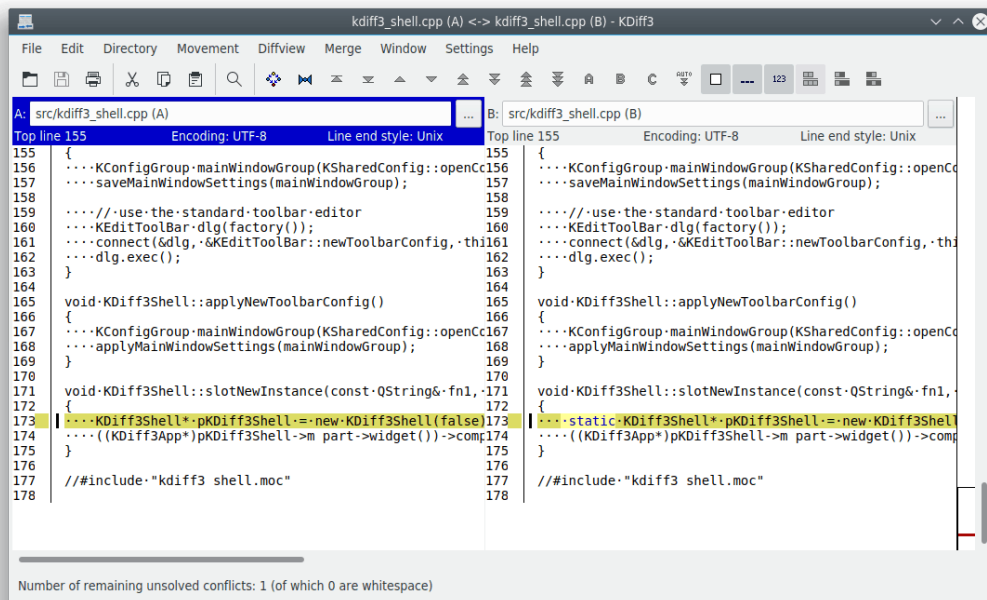 kdiff3_shell.cpp (A) <-> kdiff3_shell.cpp (B) - KDiff3
File Edit Directory Movement Diffview Merge Window Settings Help
A B C AUTO 123
A: src/kdiff3_shell.cpp (A) ...
Top line 155 Encoding: UTF-8 Line end style: Unix
155 {
156 ····KConfigGroup·mainWindowGroup(KSharedConfig::openCo
157 ····saveMainWindowSettings(mainWindowGroup);
158
159 ····//·use·the·standard·toolbar·editor
160 ····KEditToolBar·dlg(factory());
161 ····connect(&dlg,·&KEditToolBar::newToolbarConfig,·thi
162 ····dlg.exec();
163 }
164
165 void·KDiff3Shell::applyNewToolbarConfig()
166 {
167 ····KConfigGroup·mainWindowGroup(KSharedConfig::openCo
168 ····applyMainWindowSettings(mainWindowGroup);
169 }
170
171 void·KDiff3Shell::slotNewInstance(const·QString&·fn1,·
172 {
173 ····KDiff3Shell*·pKDiff3Shell·=·new·KDiff3Shell(false)
174 ····((KDiff3App*)pKDiff3Shell->m part->widget())->comp
175 }
176
177 //#include·"kdiff3 shell.moc"
178
B: src/kdiff3_shell.cpp (B) ...
Top line 155 Encoding: UTF-8 Line end style: Unix
155 {
156 ····KConfigGroup·mainWindowGroup(KSharedConfig::openCo
157 ····saveMainWindowSettings(mainWindowGroup);
158
159 ····//·use·the·standard·toolbar·editor
160 ····KEditToolBar·dlg(factory());
161 ····connect(&dlg,·&KEditToolBar::newToolbarConfig,·thi
162 ····dlg.exec();
163 }
164
165 void·KDiff3Shell::applyNewToolbarConfig()
166 {
167 ····KConfigGroup·mainWindowGroup(KSharedConfig::openCo
168 ····applyMainWindowSettings(mainWindowGroup);
169 }
170
171 void·KDiff3Shell::slotNewInstance(const·QString&·fn1,·
172 {
173 ····static·KDiff3Shell*·pKDiff3Shell·=·new·KDiff3Shell
174 ····((KDiff3App*)pKDiff3Shell->m part->widget())->comp
175 }
176
177 //#include·"kdiff3 shell.moc"
178
Number of remaining unsolved conflicts: 1 (of which 0 are whitespace)